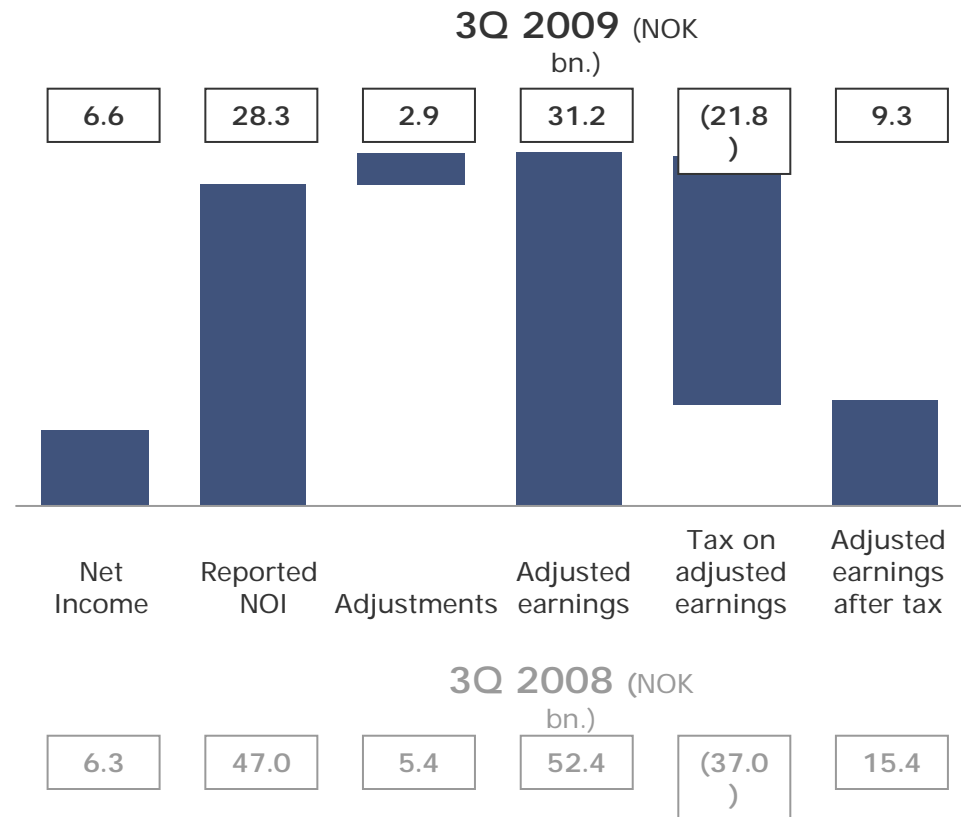 3Q 2009 (NOK
bn.)
6.6 28.3 2.9 31.2 (21.8 9.3
)
Net Income
Reported NOI
Adjustments
Adjusted earnings
Tax on adjusted earnings
Adjusted earnings after tax
3Q 2008 (NOK
bn.)
6.3 47.0 5.4 52.4 (37.0 15.4
)